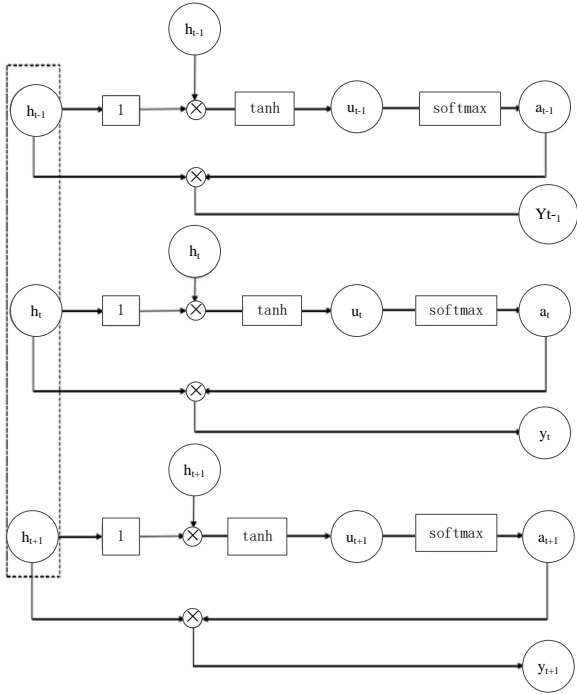 h_{t-1}
h_{t-1} 1 tanh u_{t-1} softmax a_{t-1}
Yt-_1
h_t
h_t 1 tanh u_t softmax a_t
y_t
h_{t+1}
h_{t+1} 1 tanh u_{t+1} softmax a_{t+1}
y_{t+1}